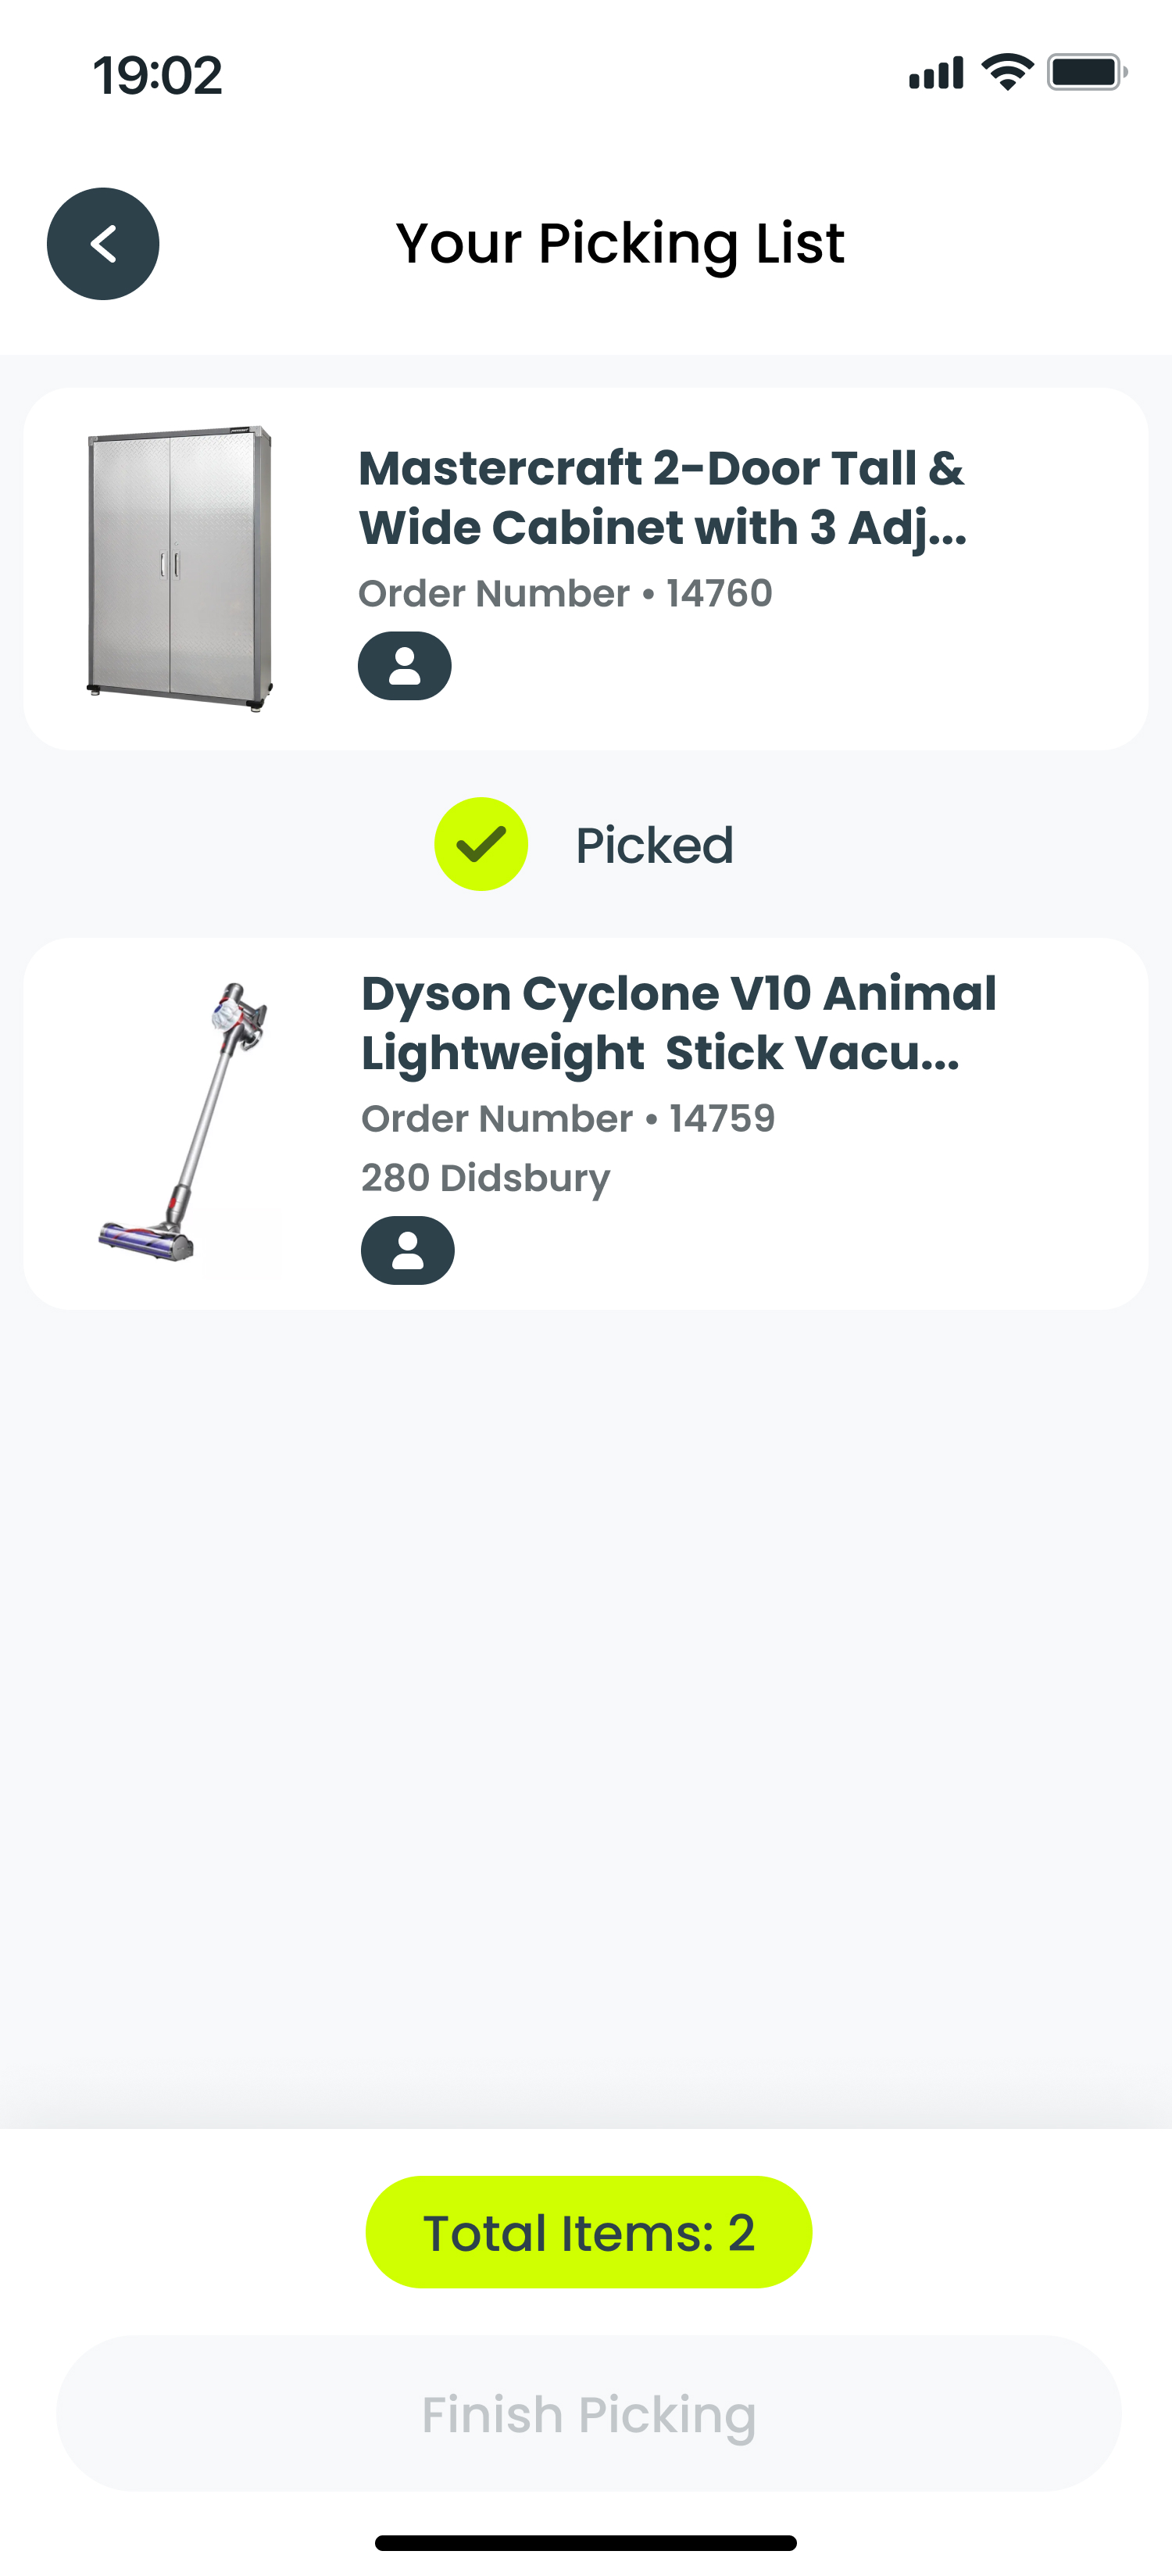 19:02
Your Picking List
Mastercraft 2-Door Tall &
Wide Cabinet with 3 Adj...
Order Number • 14760
Picked
Dyson Cyclone V10 Animal
Lightweight  Stick Vacu...
Order Number • 14759
280 Didsbury
Total Items: 2
Finish Picking